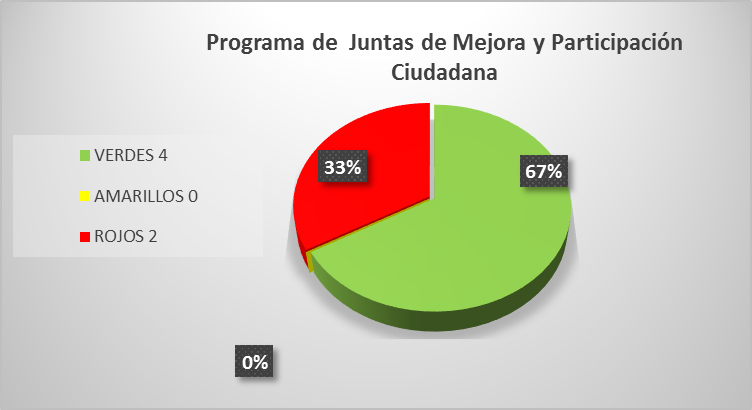 Programa de  Juntas de Mejora y Participación
Ciudadana
VERDES 4
AMARILLOS 0
ROJOS 2
33%
67%
0%